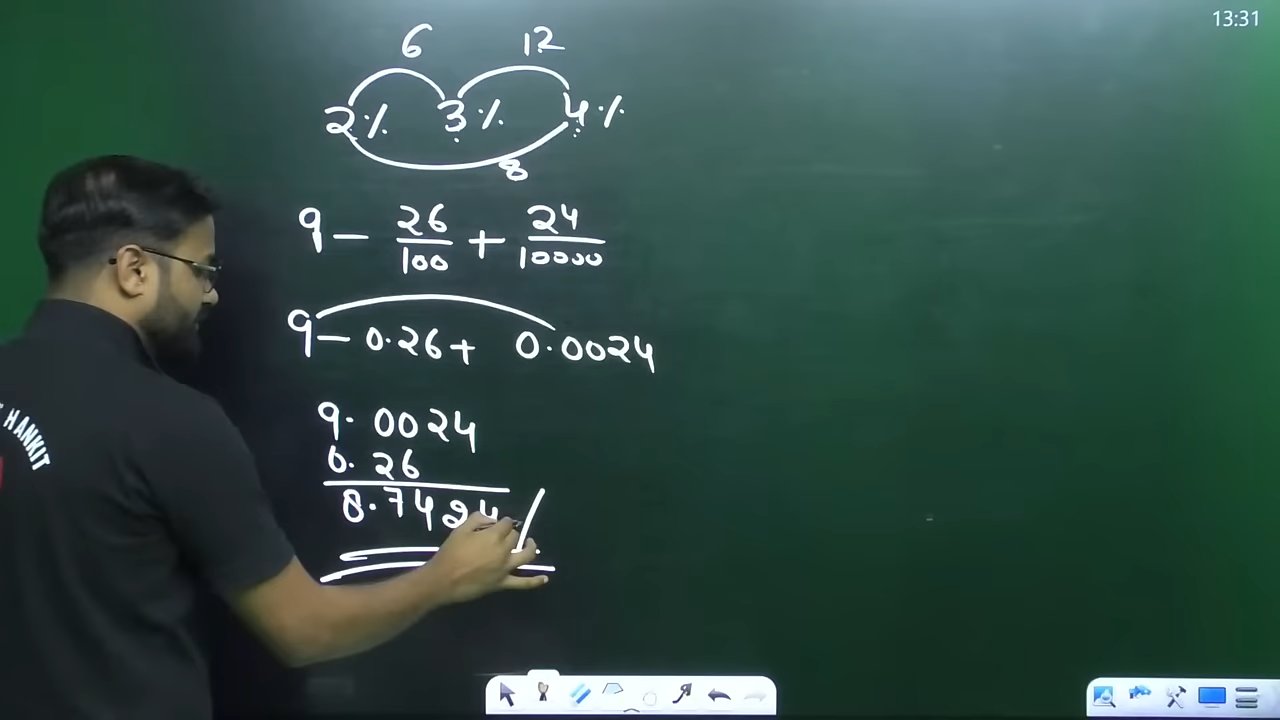 13:31
6 12
2% 3% 4%
8
9 - 26/100 + 24/10000
9 - 0.26 + 0.0024
9.0024
0.26
8.7424
HANKIT